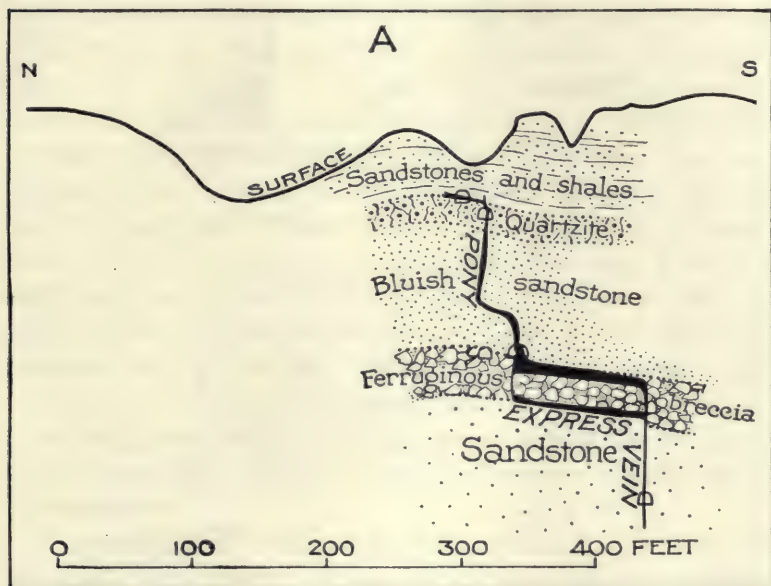 A
N S
SURFACE
Sandstones and shales
Quartzite
PONY
Bluish sandstone
Ferruginous breccia
EXPRESS
Sandstone
VEIN
0 100 200 300 400 FEET